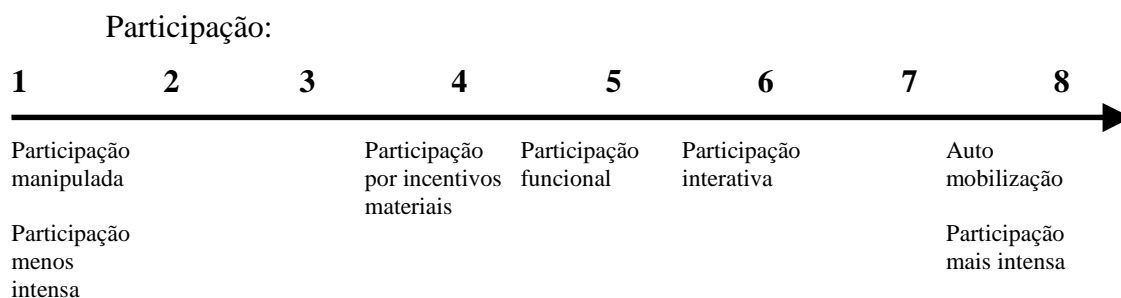 Participação:
1 2 3 4 5 6 7 8
Participação manipulada
Participação por incentivos materiais
Participação funcional
Participação interativa
Auto mobilização
Participação menos intensa
Participação mais intensa